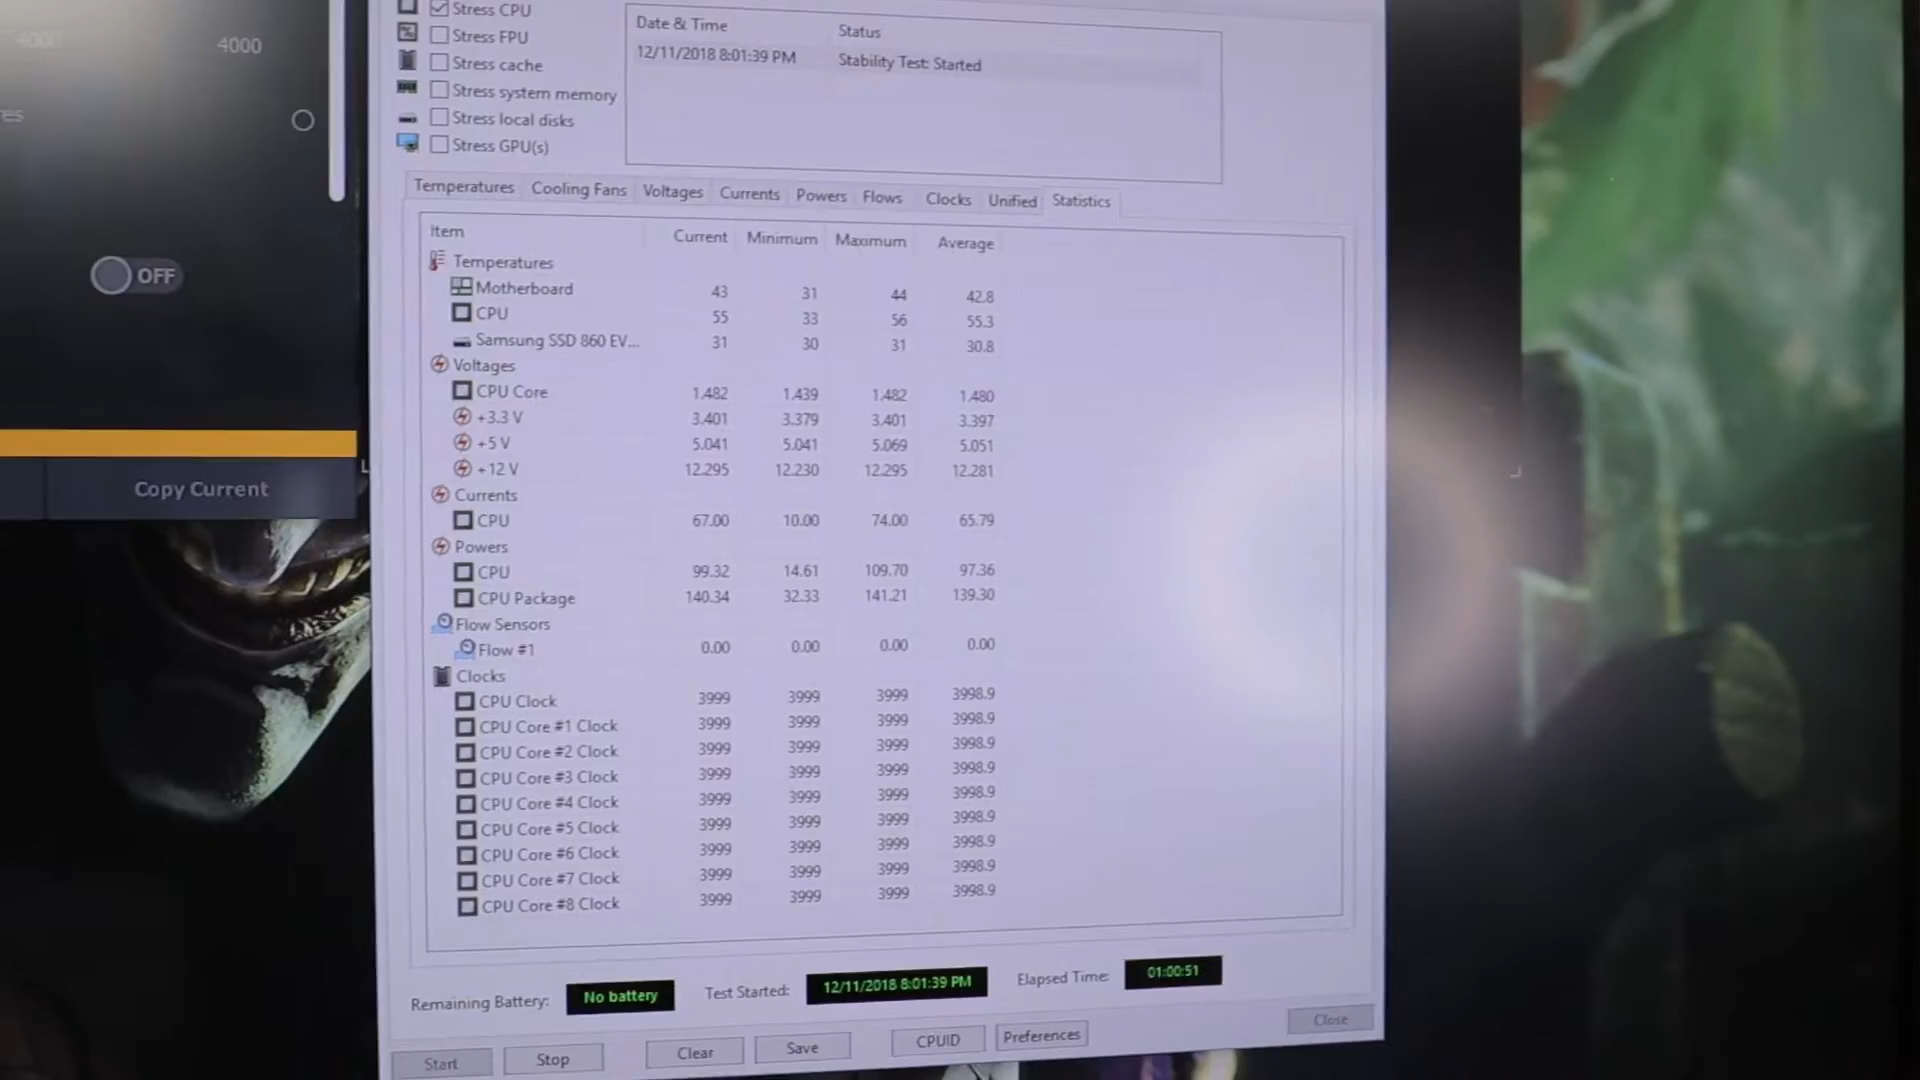 4000
4000
es
OFF
Copy Current
Stress CPU
Stress FPU
Stress cache
Stress system memory
Stress local disks
Stress GPU(s)
Date & Time Status
12/11/2018 8:01:39 PM Stability Test: Started
Temperatures Cooling Fans Voltages Currents Powers Flows Clocks Unified Statistics
Item Current Minimum Maximum Average
Temperatures
Motherboard 43 31 44 42.8
CPU 55 33 56 55.3
Samsung SSD 860 EV... 31 30 31 30.8
Voltages
CPU Core 1.482 1.439 1.482 1.480
+3.3 V 3.401 3.379 3.401 3.397
+5 V 5.041 5.041 5.069 5.051
+12 V 12.295 12.230 12.295 12.281
Currents
CPU 67.00 10.00 74.00 65.79
Powers
CPU 99.32 14.61 109.70 97.36
CPU Package 140.34 32.33 141.21 139.30
Flow Sensors
Flow #1 0.00 0.00 0.00 0.00
Clocks
CPU Clock 3999 3999 3999 3998.9
CPU Core #1 Clock 3999 3999 3999 3998.9
CPU Core #2 Clock 3999 3999 3999 3998.9
CPU Core #3 Clock 3999 3999 3999 3998.9
CPU Core #4 Clock 3999 3999 3999 3998.9
CPU Core #5 Clock 3999 3999 3999 3998.9
CPU Core #6 Clock 3999 3999 3999 3998.9
CPU Core #7 Clock 3999 3999 3999 3998.9
CPU Core #8 Clock 3999 3999 3999 3998.9
Remaining Battery: No battery Test Started: 12/11/2018 8:01:39 PM Elapsed Time: 01:00:51
Start Stop Clear Save CPUID Preferences Close